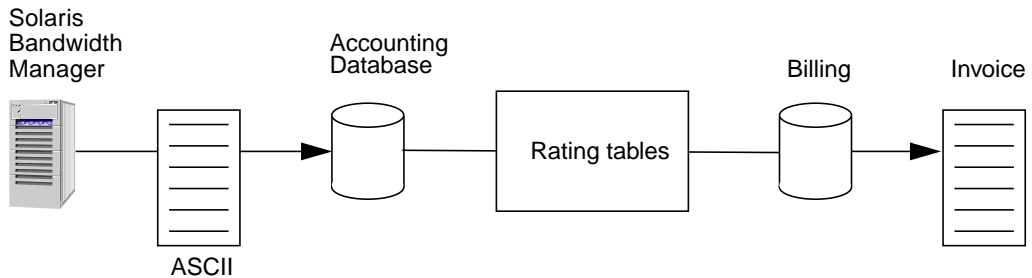 Solaris
Bandwidth
Manager
Accounting
Database
Billing
Invoice
Rating tables
ASCII